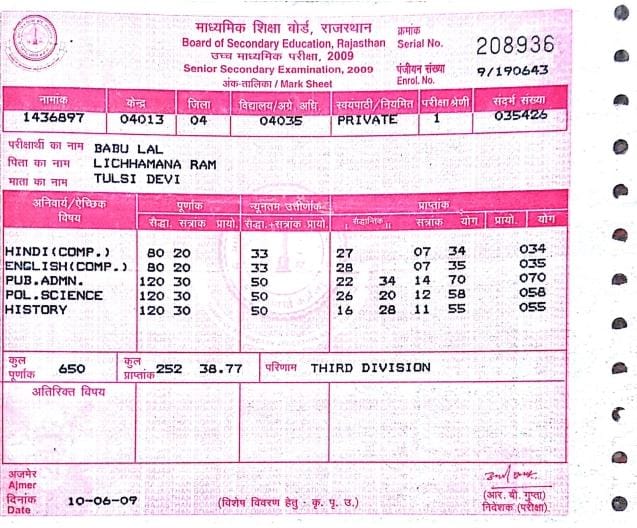 माध्यमिक शिक्षा बोर्ड, राजस्थान
Board of Secondary Education, Rajasthan
उच्च माध्यमिक परीक्षा, 2009
Senior Secondary Examination, 2009
अंक-तालिका / Mark Sheet
क्रमांक
Serial No. 208936
पंजीयन संख्या
Enrol. No. 9/190643
नामांक केन्द्र जिला विद्यालय/अग्रे. अधि. स्वयंपाठी/नियमित परीक्षा श्रेणी संदर्भ संख्या
1436897 04013 04 04035 PRIVATE 1 035426
परीक्षार्थी का नाम BABU LAL
पिता का नाम LICHHAMANA RAM
माता का नाम TULSI DEVI
अनिवार्य/ऐच्छिक विषय पूर्णांक न्यूनतम उत्तीर्णांक प्राप्तांक
सैद्धा. सत्रांक प्रायो. सैद्धा.+सत्रांक प्रायो. सैद्धान्तिक सत्रांक योग प्रायो. योग
HINDI(COMP.) 80 20 33 27 07 34 034
ENGLISH(COMP.) 80 20 33 28 07 35 035
PUB.ADMN. 120 30 50 22 34 14 70 070
POL.SCIENCE 120 30 50 26 20 12 58 058
HISTORY 120 30 50 16 28 11 55 055
कुल पूर्णांक 650 कुल प्राप्तांक 252 38.77 परिणाम THIRD DIVISION
अतिरिक्त विषय
अजमेर
Ajmer
दिनांक
Date 10-06-09
(विशेष विवरण हेतु - कृ. पृ. उ.)
(आर. बी. गुप्ता)
निदेशक (परीक्षा)